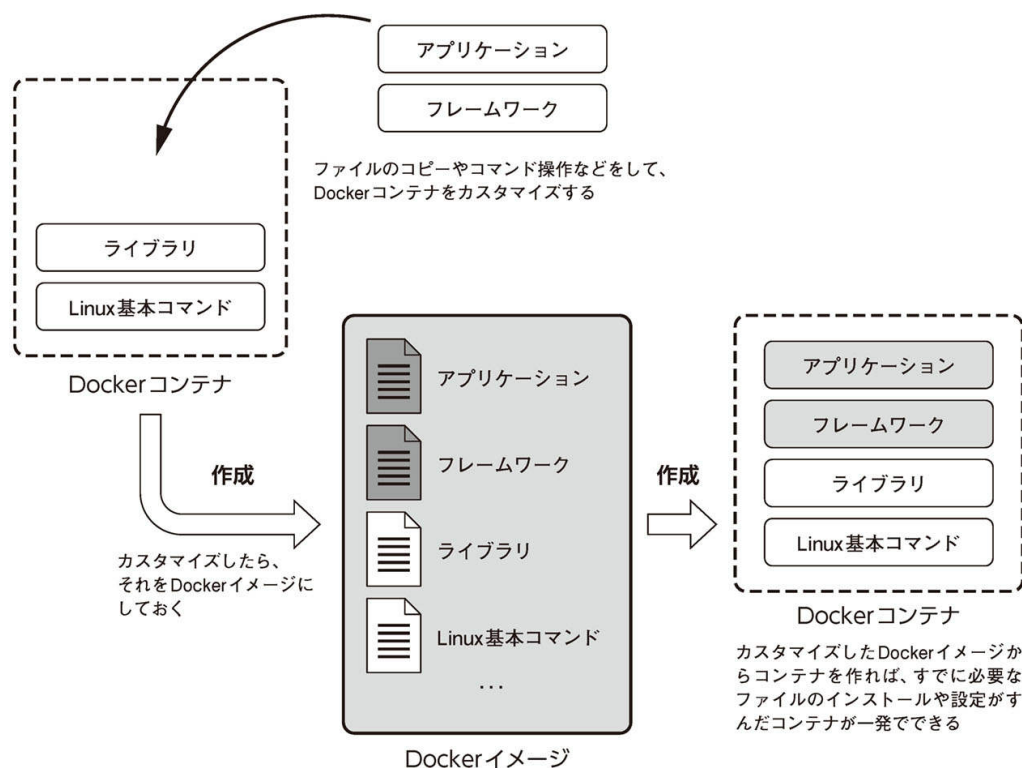 アプリケーション
フレームワーク
ファイルのコピーやコマンド操作などをして、
Dockerコンテナをカスタマイズする
ライブラリ
Linux基本コマンド
Dockerコンテナ
作成
カスタマイズしたら、
それをDockerイメージに
しておく
アプリケーション
フレームワーク
ライブラリ
Linux基本コマンド
…
Dockerイメージ
作成
アプリケーション
フレームワーク
ライブラリ
Linux基本コマンド
Dockerコンテナ
カスタマイズしたDockerイメージか
らコンテナを作れば、すでに必要な
ファイルのインストールや設定がす
んだコンテナが一発でできる